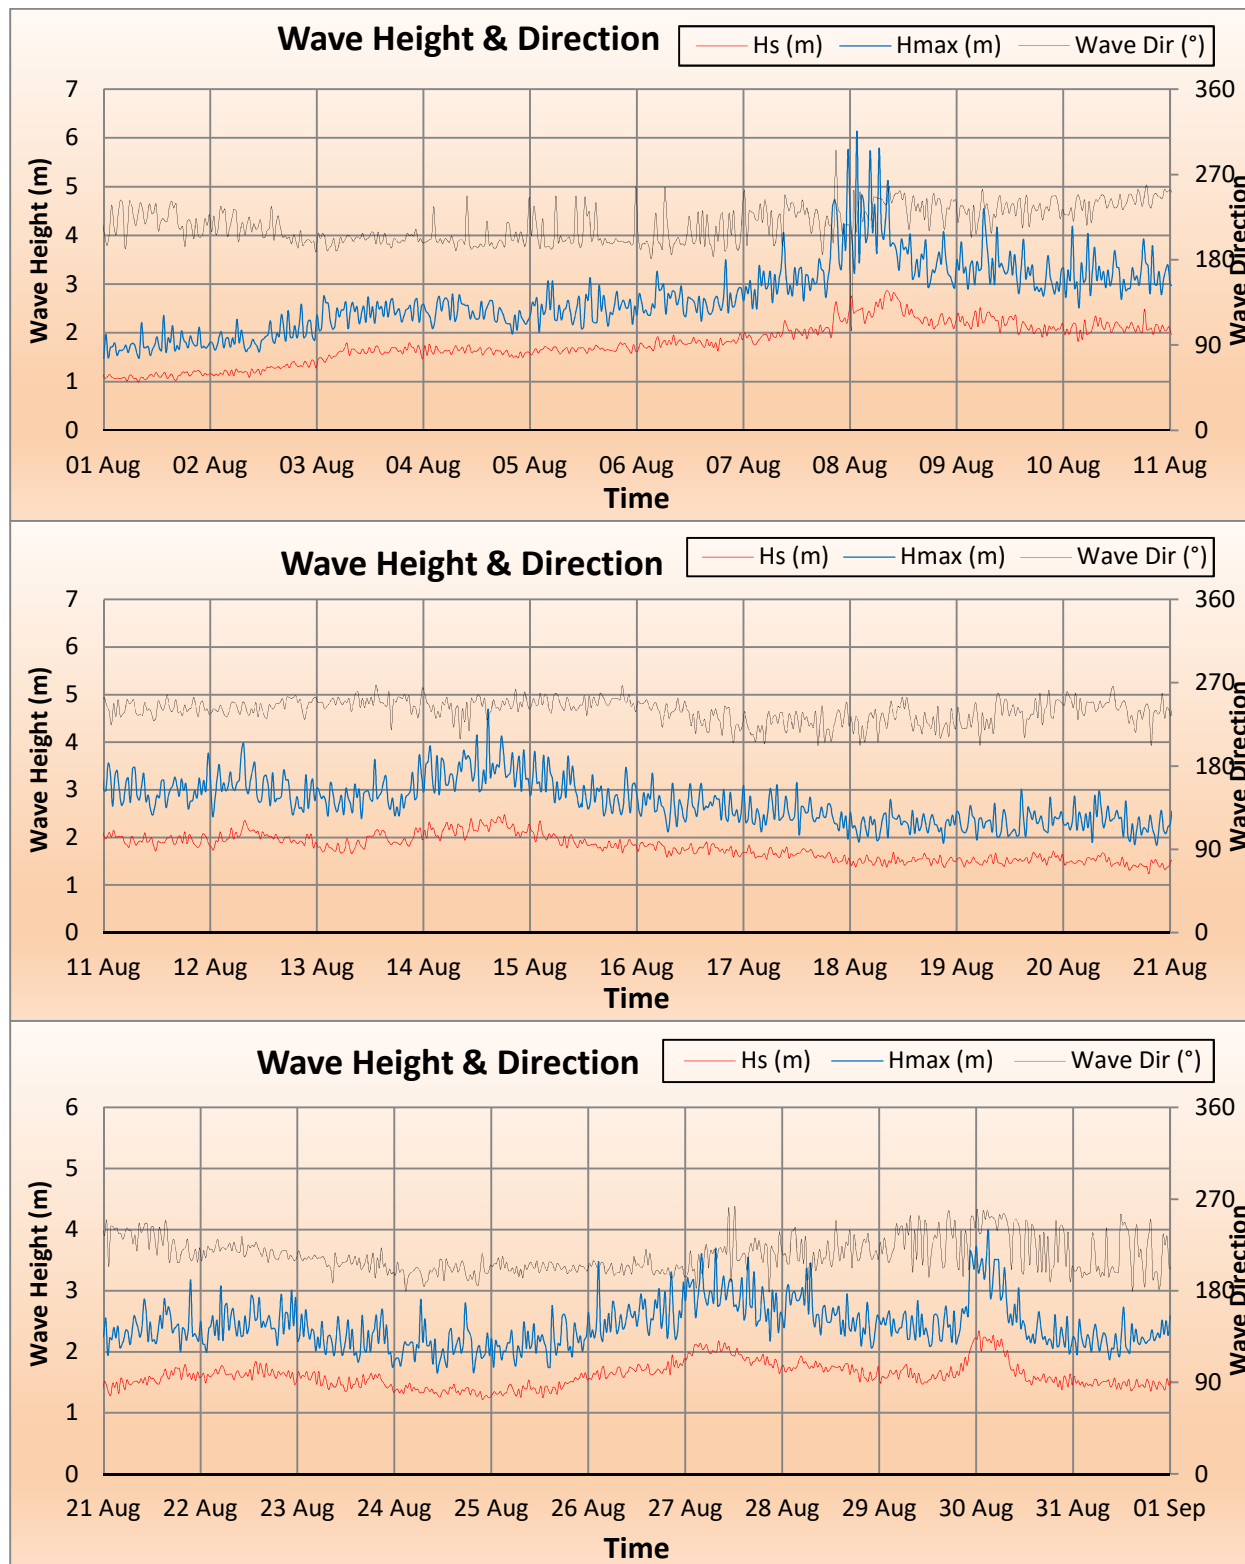 Wave Height & Direction
Hs (m) Hmax (m) Wave Dir (°)
Wave Height (m)
7 6 5 4 3 2 1 0
360 270 180 90 0
Wave Direction
01 Aug 02 Aug 03 Aug 04 Aug 05 Aug 06 Aug 07 Aug 08 Aug 09 Aug 10 Aug 11 Aug
Time
Wave Height & Direction
Hs (m) Hmax (m) Wave Dir (°)
Wave Height (m)
7 6 5 4 3 2 1 0
360 270 180 90 0
Wave Direction
11 Aug 12 Aug 13 Aug 14 Aug 15 Aug 16 Aug 17 Aug 18 Aug 19 Aug 20 Aug 21 Aug
Time
Wave Height & Direction
Hs (m) Hmax (m) Wave Dir (°)
Wave Height (m)
6 5 4 3 2 1 0
360 270 180 90 0
Wave Direction
21 Aug 22 Aug 23 Aug 24 Aug 25 Aug 26 Aug 27 Aug 28 Aug 29 Aug 30 Aug 31 Aug 01 Sep
Time